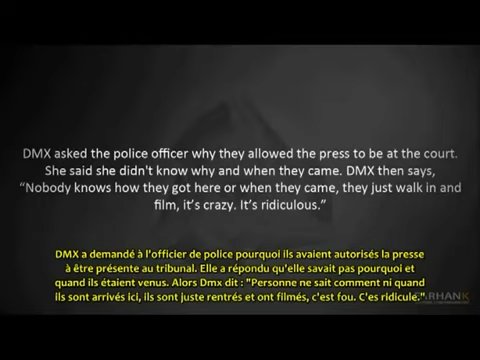 DMX asked the police officer why they allowed the press to be at the court.
She said she didn't know why and when they came. DMX then says,
“Nobody knows how they got here or when they came, they just walk in and
film, it’s crazy. It’s ridiculous.”
DMX a demandé à l'officier de police pourquoi ils avaient autorisés la presse
à être présente au tribunal. Elle a répondu qu'elle savait pas pourquoi et
quand ils étaient venus. Alors Dmx dit : "Personne ne sait comment ni quand
ils sont arrivés ici, ils sont juste rentrés et ont filmés, c'est fou. C'es ridicule."